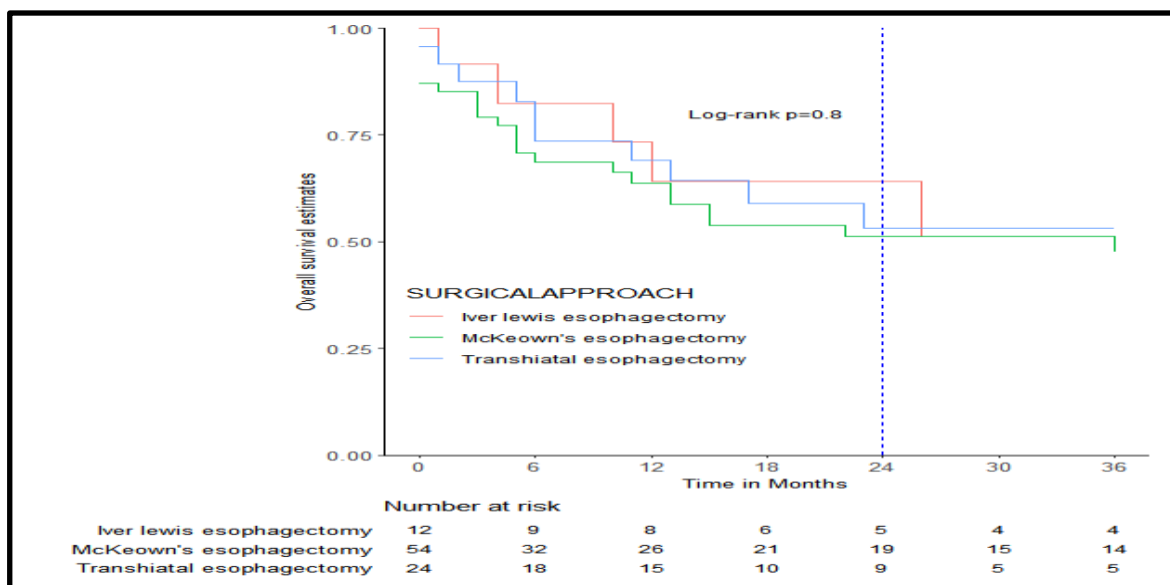 1.00
Log-rank p=0.8
0.75
Overall survival estimates
0.50
SURGICALAPPROACH
Iver lewis esophagectomy
McKeown's esophagectomy
Transhiatal esophagectomy
0.25
0.00
0 6 12 18 24 30 36
Time in Months
Number at risk
Iver lewis esophagectomy 12 9 8 6 5 4 4
McKeown's esophagectomy 54 32 26 21 19 15 14
Transhiatal esophagectomy 24 18 15 10 9 5 5